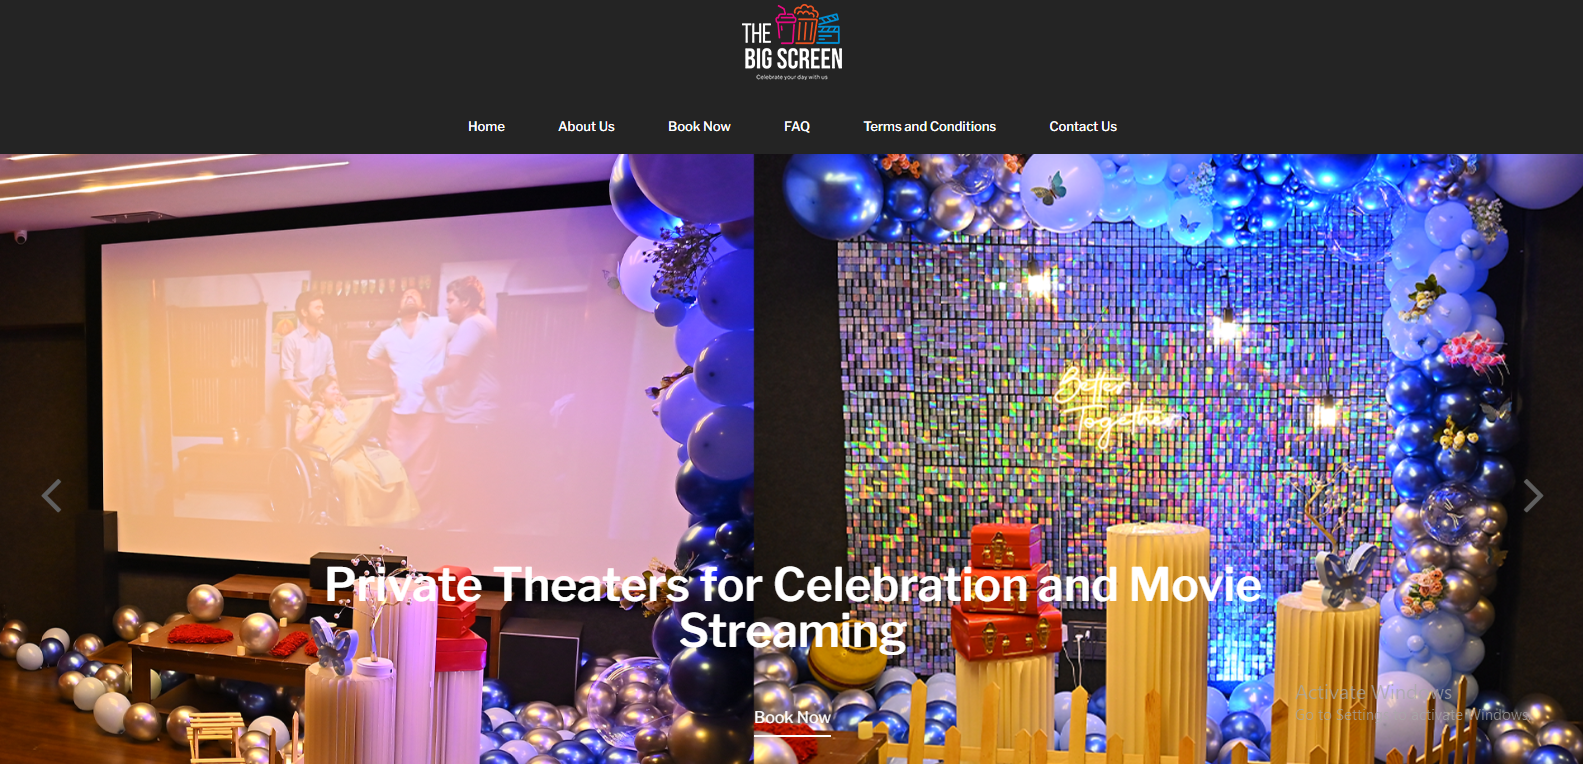 THE
BIG SCREEN
Celebrate your day with us
Home About Us Book Now FAQ Terms and Conditions Contact Us
Better
Together
Private Theaters for Celebration and Movie
Streaming
Book Now
Activate Windows
Go to Settings to activate Windows.